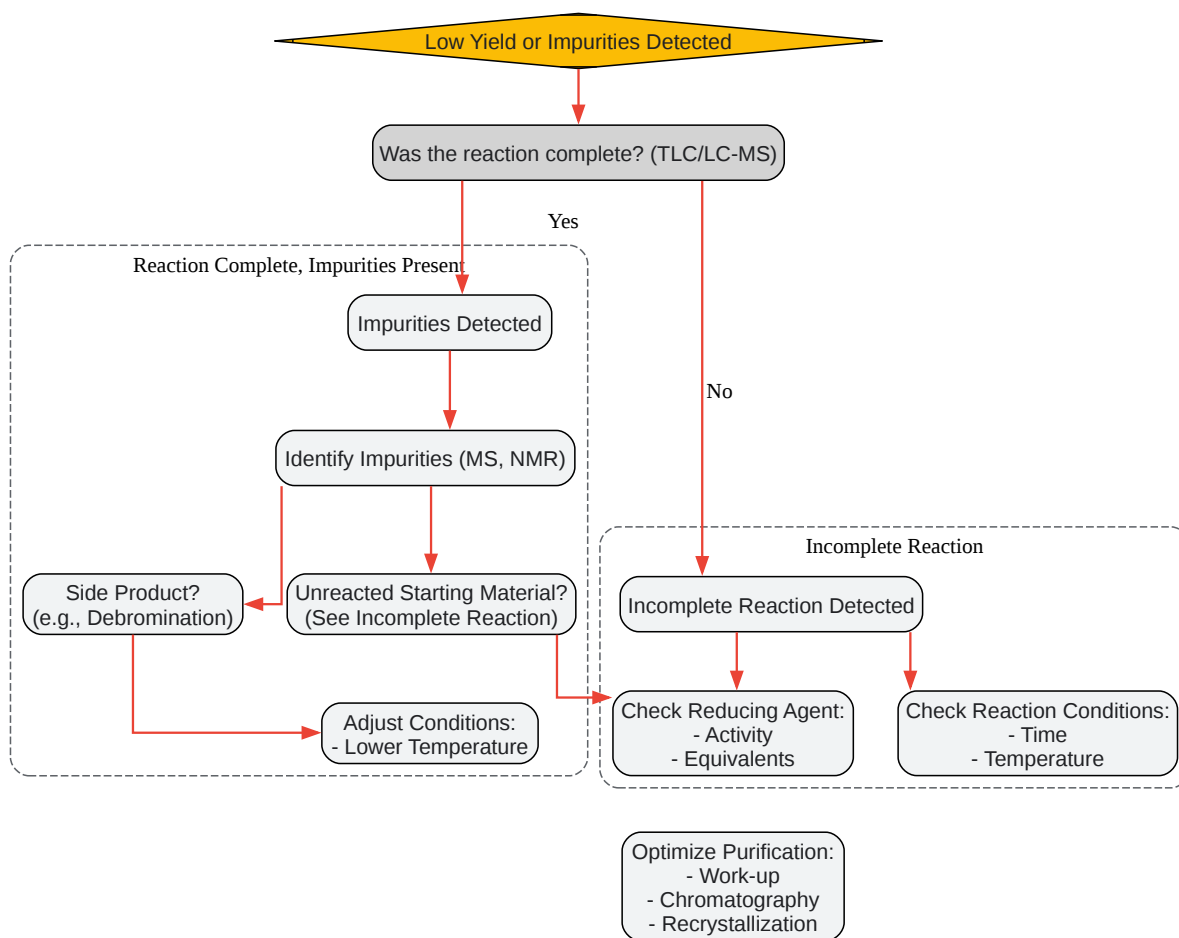 Low Yield or Impurities Detected
Was the reaction complete? (TLC/LC-MS)
Yes
Reaction Complete, Impurities Present
Impurities Detected
No
Identify Impurities (MS, NMR)
Incomplete Reaction
Side Product?
(e.g., Debromination)
Unreacted Starting Material?
(See Incomplete Reaction)
Incomplete Reaction Detected
Adjust Conditions:
- Lower Temperature
Check Reducing Agent:
- Activity
- Equivalents
Check Reaction Conditions:
- Time
- Temperature
Optimize Purification:
- Work-up
- Chromatography
- Recrystallization